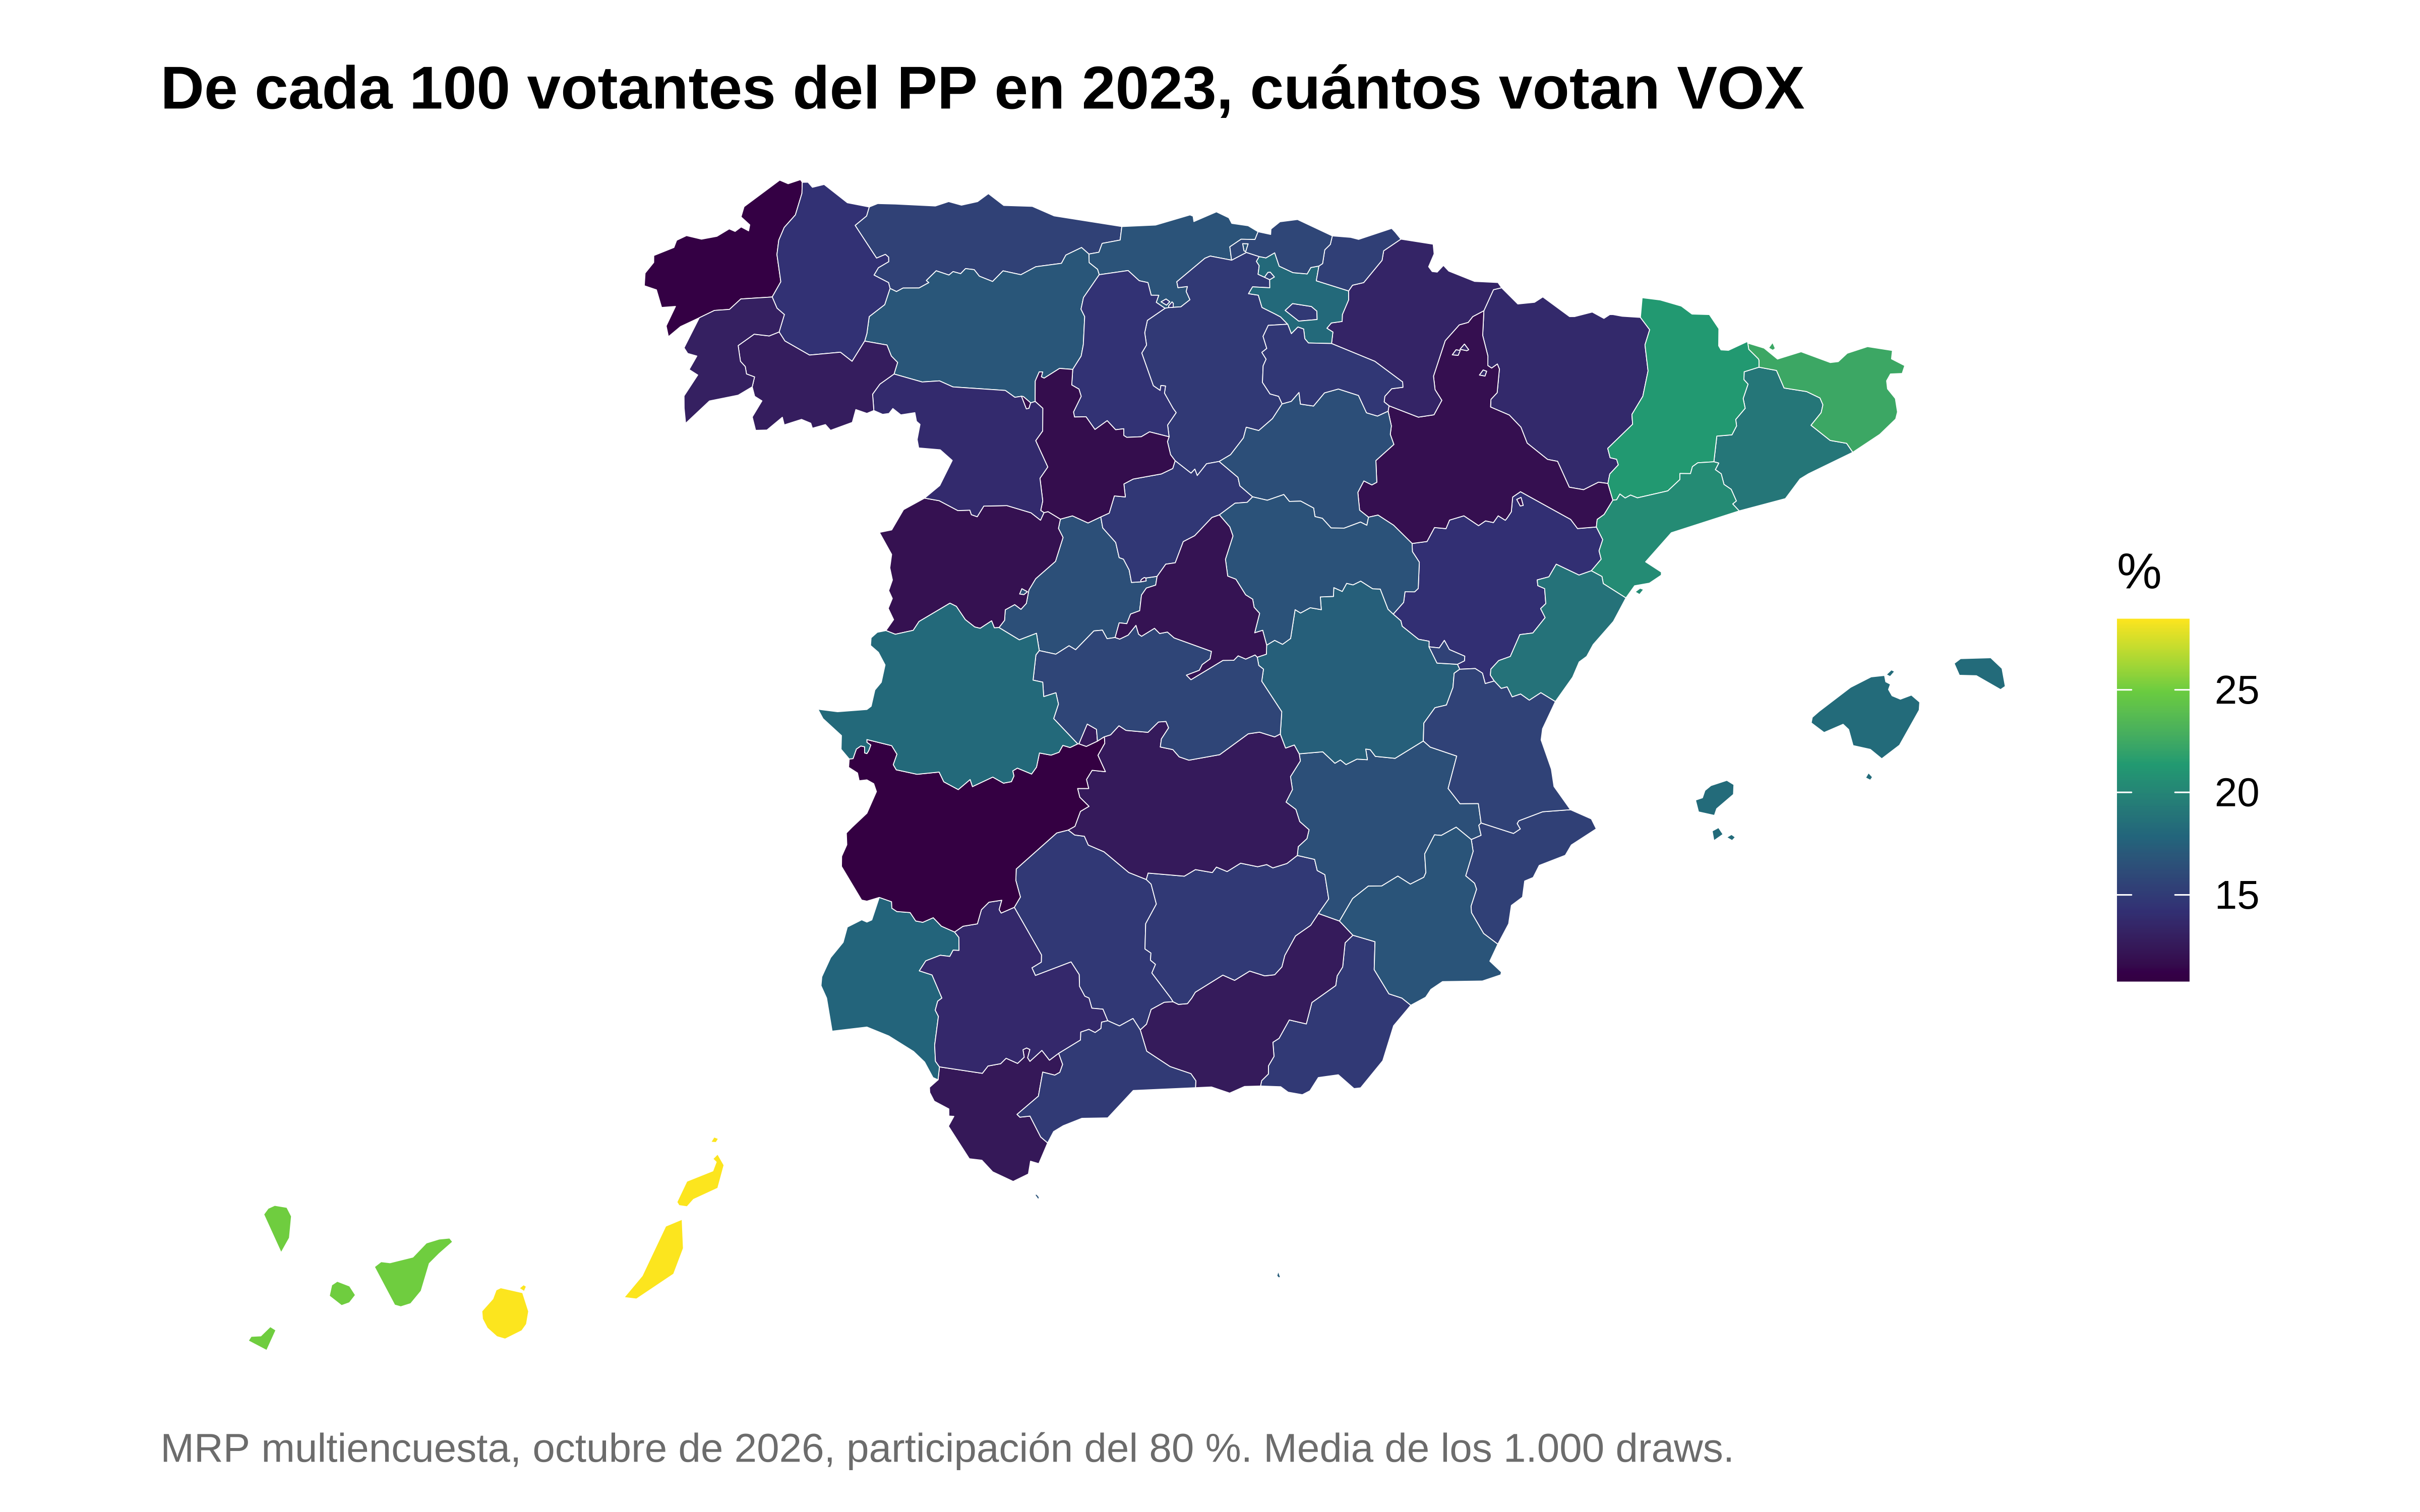 De cada 100 votantes del PP en 2023, cuántos votan VOX
%
25
20
15
MRP multiencuesta, octubre de 2026, participación del 80 %. Media de los 1.000 draws.